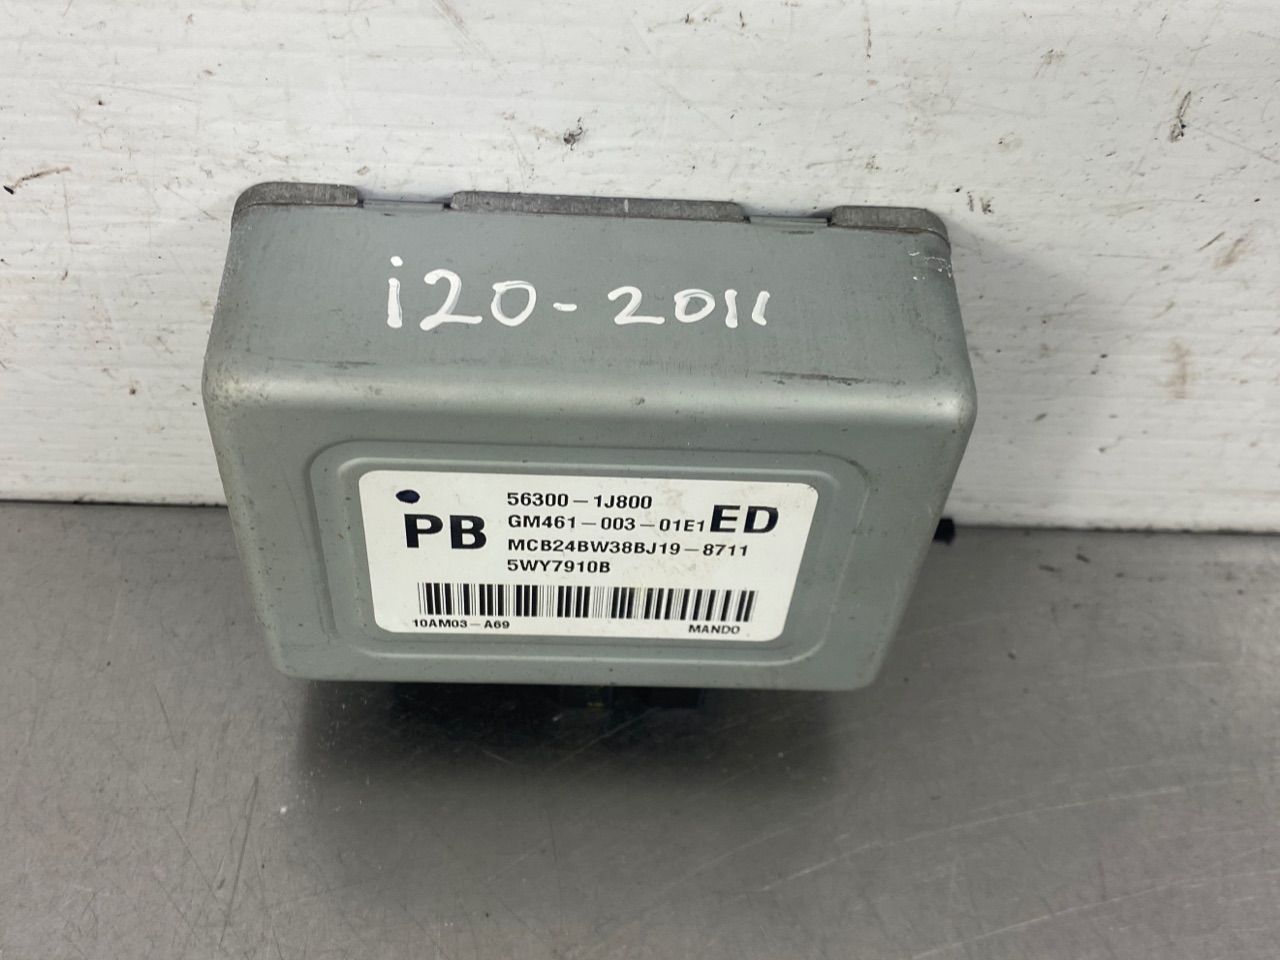 i20-2011
56300-1J800
PB GM461-003-01E1 ED
MCB24BW38BJ19-8711
5WY7910B
10AM03-A69 MANDO